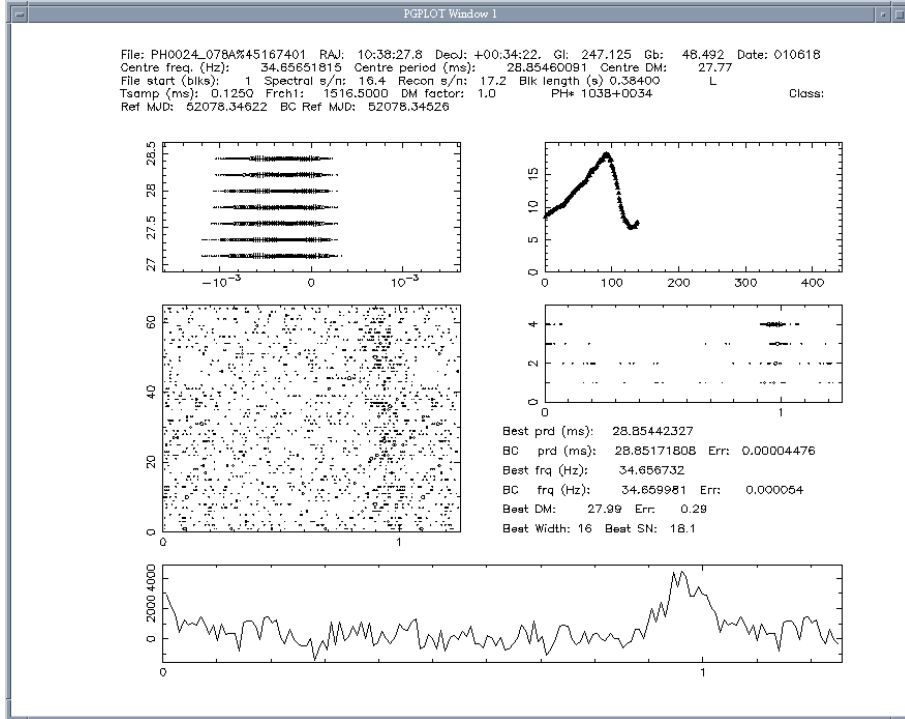 PGPLOT Window 1
File: PH0024_078A%45167401 RAJ: 10:38:27.8 DecJ: +00:34:22. Gl: 247.125 Gb: 48.492 Date: 010618
Centre freq. (Hz): 34.65651815 Centre period (ms): 28.85460091 Centre DM: 27.77
File start (blks): 1 Spectral s/n: 16.4 Recon s/n: 17.2 Blk length (s) 0.38400 L
Tsamp (ms): 0.1250 Frch1: 1516.5000 DM factor: 1.0 PH* 1038+0034 Class:
Ref MJD: 52078.34622 BC Ref MJD: 52078.34526
28.5
28
27.5
27
−10⁻³ 0 10⁻³
15
10
5
0
0 100 200 300 400
60
40
20
0
0 1
4
2
0
0 1
Best prd (ms): 28.85442327
BC prd (ms): 28.85171808 Err: 0.00004476
Best frq (Hz): 34.656732
BC frq (Hz): 34.659981 Err: 0.000054
Best DM: 27.99 Err: 0.29
Best Width: 16 Best SN: 18.1
4000
2000
0
0 1